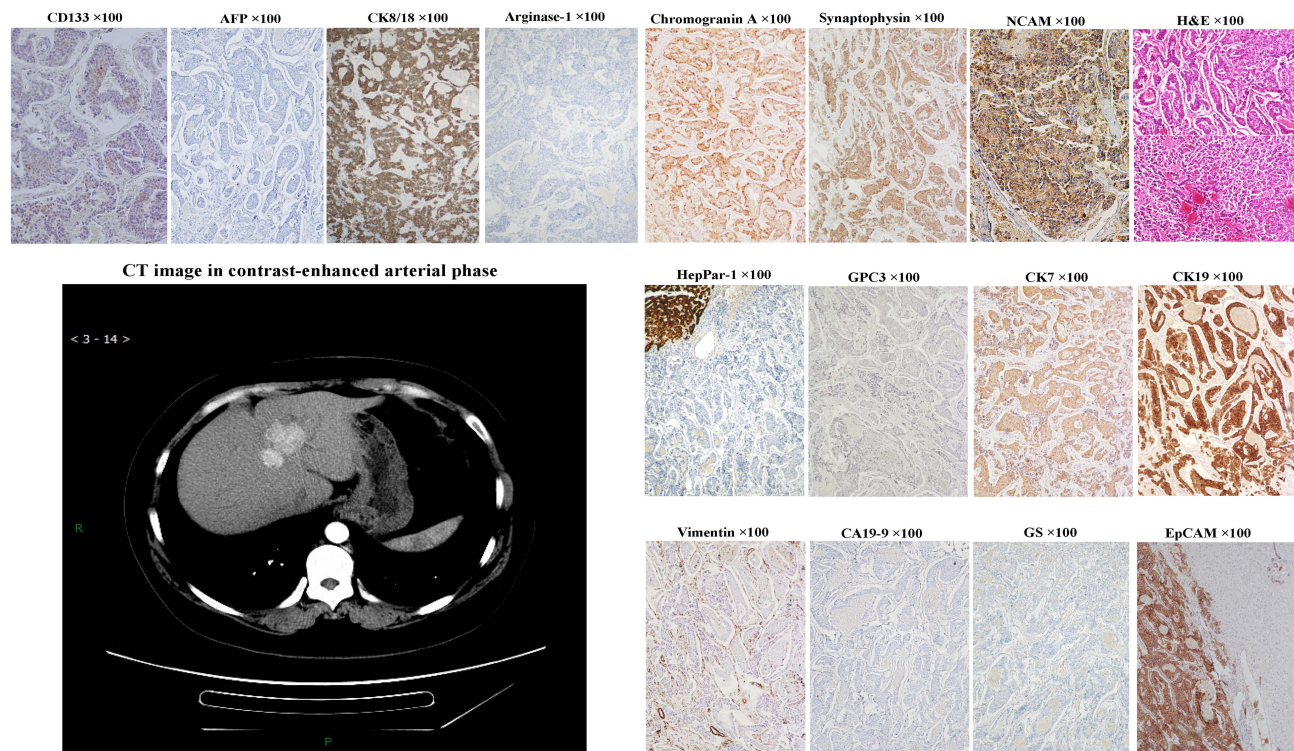 CD133 ×100
AFP ×100
CK8/18 ×100
Arginase-1 ×100
Chromogranin A ×100
Synaptophysin ×100
NCAM ×100
H&E ×100
CT image in contrast-enhanced arterial phase
< 3 - 14 >
R
P
HepPar-1 ×100
GPC3 ×100
CK7 ×100
CK19 ×100
Vimentin ×100
CA19-9 ×100
GS ×100
EpCAM ×100